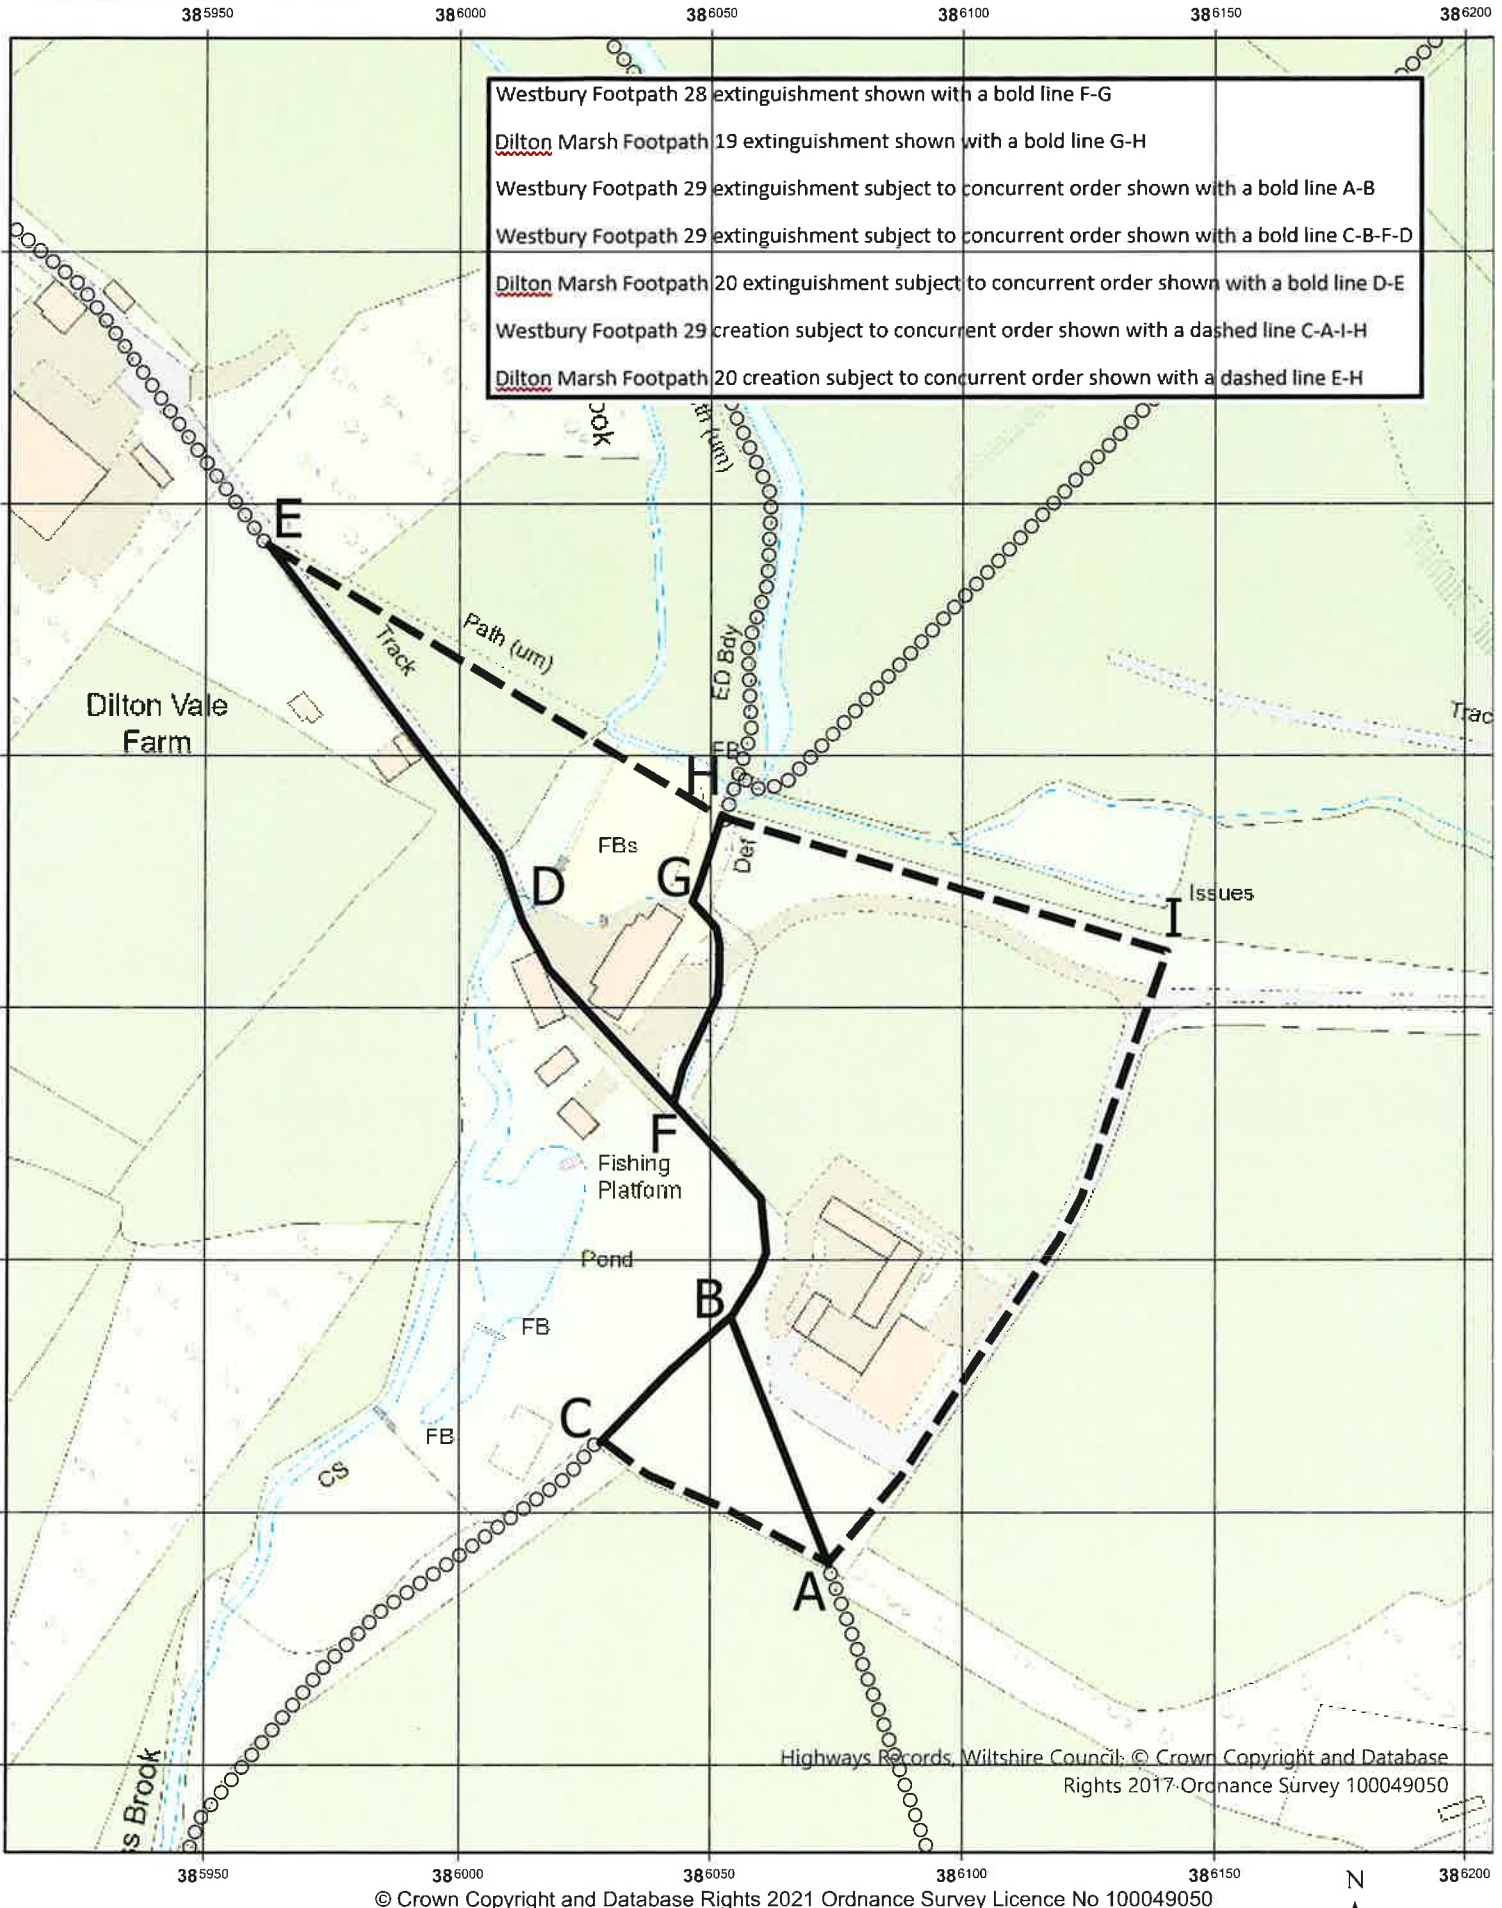 385950 386000 386050 386100 386150 386200
Westbury Footpath 28 extinguishment shown with a bold line F-G
Dilton Marsh Footpath 19 extinguishment shown with a bold line G-H
Westbury Footpath 29 extinguishment subject to concurrent order shown with a bold line A-B
Westbury Footpath 29 extinguishment subject to concurrent order shown with a bold line C-B-F-D
Dilton Marsh Footpath 20 extinguishment subject to concurrent order shown with a bold line D-E
Westbury Footpath 29 creation subject to concurrent order shown with a dashed line C-A-I-H
Dilton Marsh Footpath 20 creation subject to concurrent order shown with a dashed line E-H
ook
th (um)
E
Path (um)
Track
ED Bdy
Dilton Vale
Farm
Trac
FB
H
FBs
Def
G
D
Issues
I
F
Fishing
Platform
Pond
B
FB
C
FB
CS
A
ss Brook
Highways Records, Wiltshire Council: © Crown Copyright and Database
Rights 2017 Ordnance Survey 100049050
385950 386000 386050 386100 386150 386200
N
© Crown Copyright and Database Rights 2021 Ordnance Survey Licence No 100049050